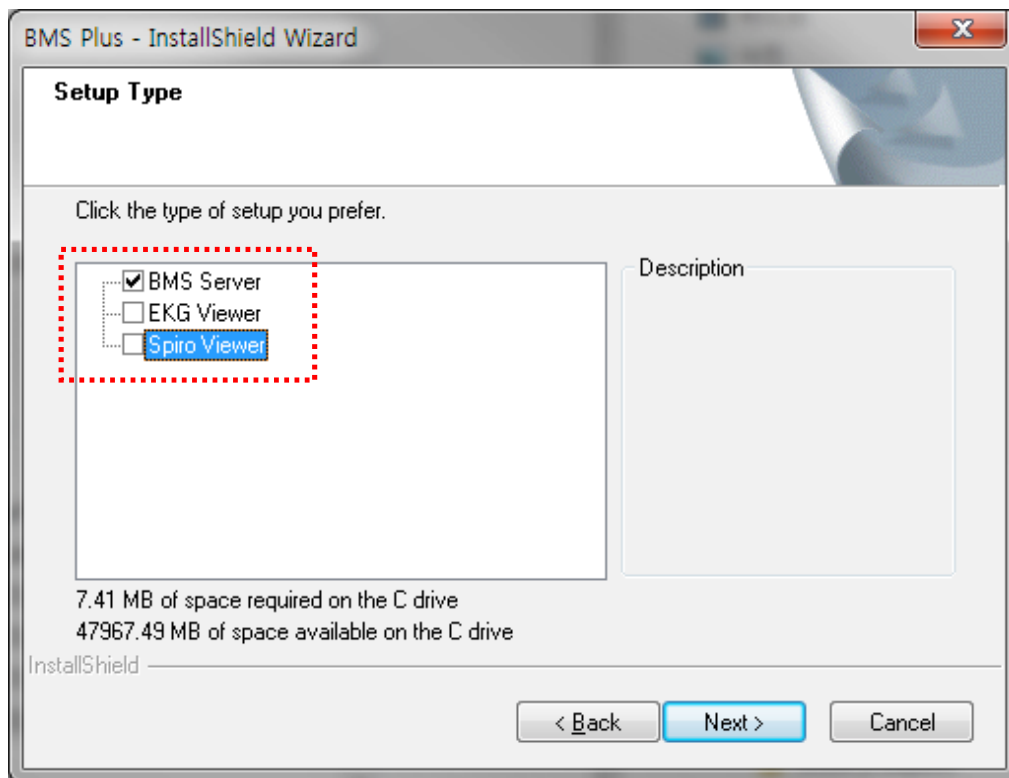 BMS Plus - InstallShield Wizard
Setup Type
Click the type of setup you prefer.
BMS Server
EKG Viewer
Spiro Viewer
Description
7.41 MB of space required on the C drive
47967.49 MB of space available on the C drive
InstallShield
< Back
Next >
Cancel